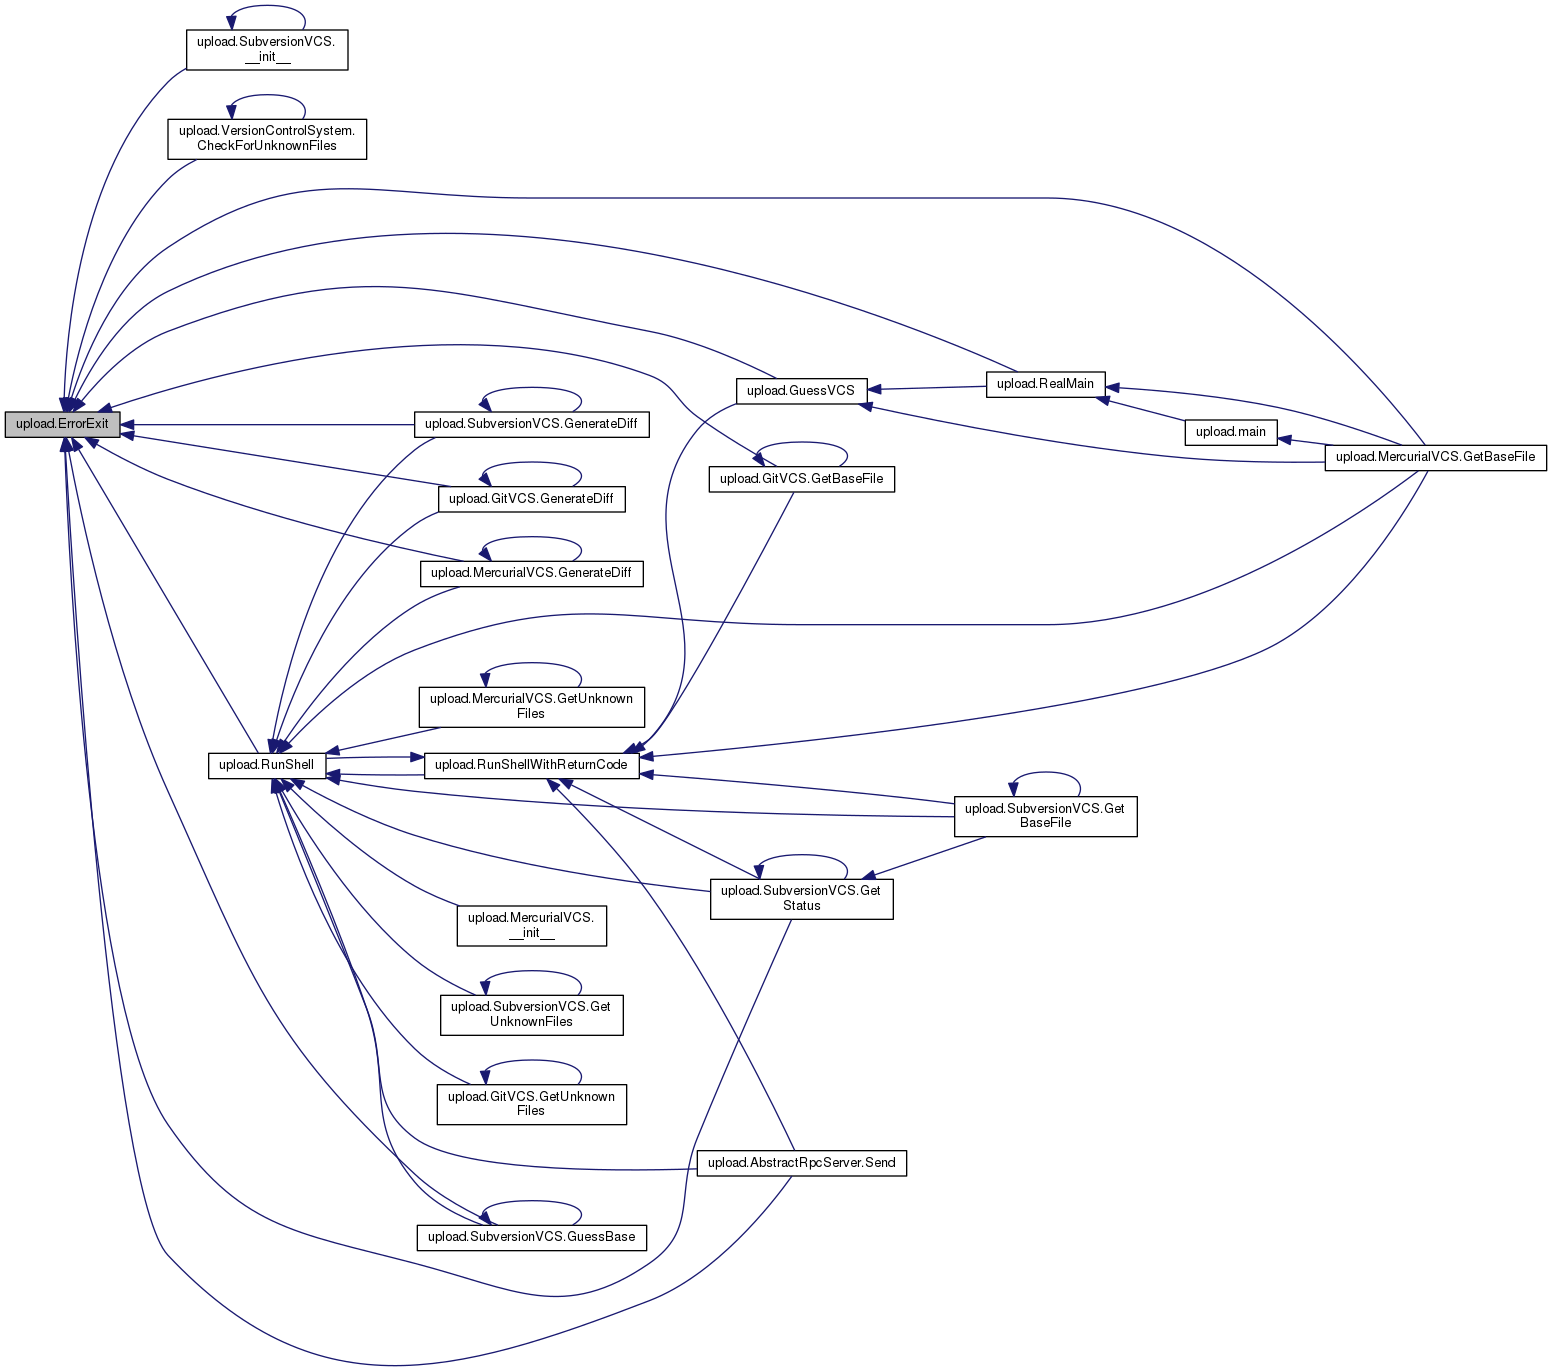 upload.SubversionVCS.
__init__
upload.VersionControlSystem.
CheckForUnknownFiles
upload.ErrorExit
upload.SubversionVCS.GenerateDiff
upload.GitVCS.GenerateDiff
upload.MercurialVCS.GenerateDiff
upload.GuessVCS
upload.RealMain
upload.main
upload.MercurialVCS.GetBaseFile
upload.GitVCS.GetBaseFile
upload.MercurialVCS.GetUnknown
Files
upload.RunShell
upload.RunShellWithReturnCode
upload.SubversionVCS.Get
BaseFile
upload.SubversionVCS.Get
Status
upload.MercurialVCS.
__init__
upload.SubversionVCS.Get
UnknownFiles
upload.GitVCS.GetUnknown
Files
upload.AbstractRpcServer.Send
upload.SubversionVCS.GuessBase